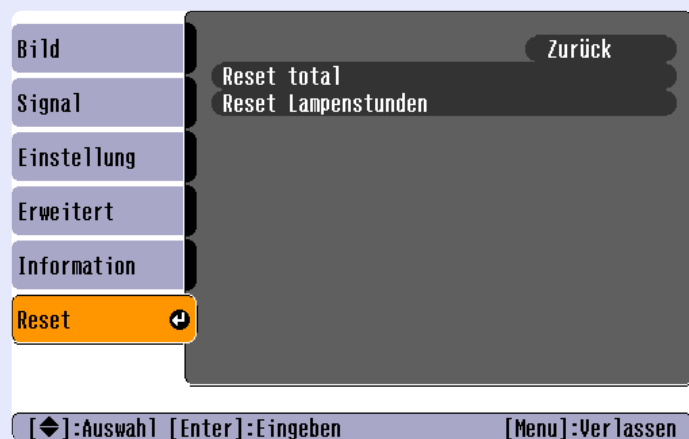 Bild
Signal
Einstellung
Erweitert
Information
Reset
Zurück
Reset total
Reset Lampenstunden
[◆]:Auswahl [Enter]:Eingeben [Menu]:Verlassen